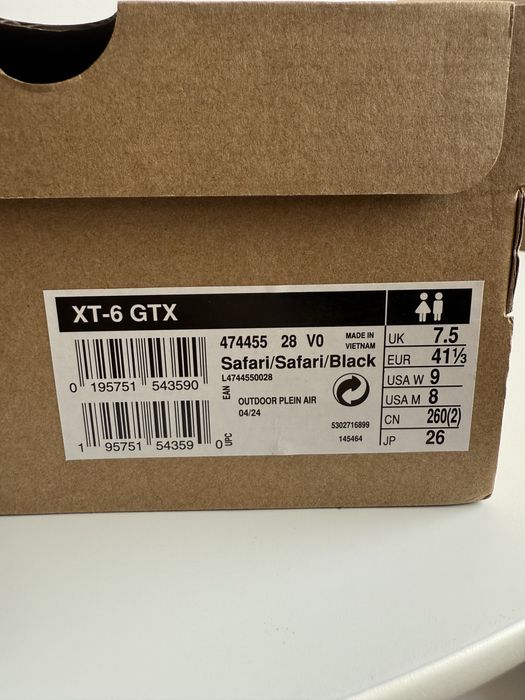 XT-6 GTX
474455 28 V0
MADE IN
VIETNAM
Safari/Safari/Black
L4744550028
EAN
0 195751 543590
OUTDOOR PLEIN AIR
04/24
5302716899
145464
UPC
1 95751 54359 0
UK 7.5
EUR 41⅓
USA W 9
USA M 8
CN 260(2)
JP 26